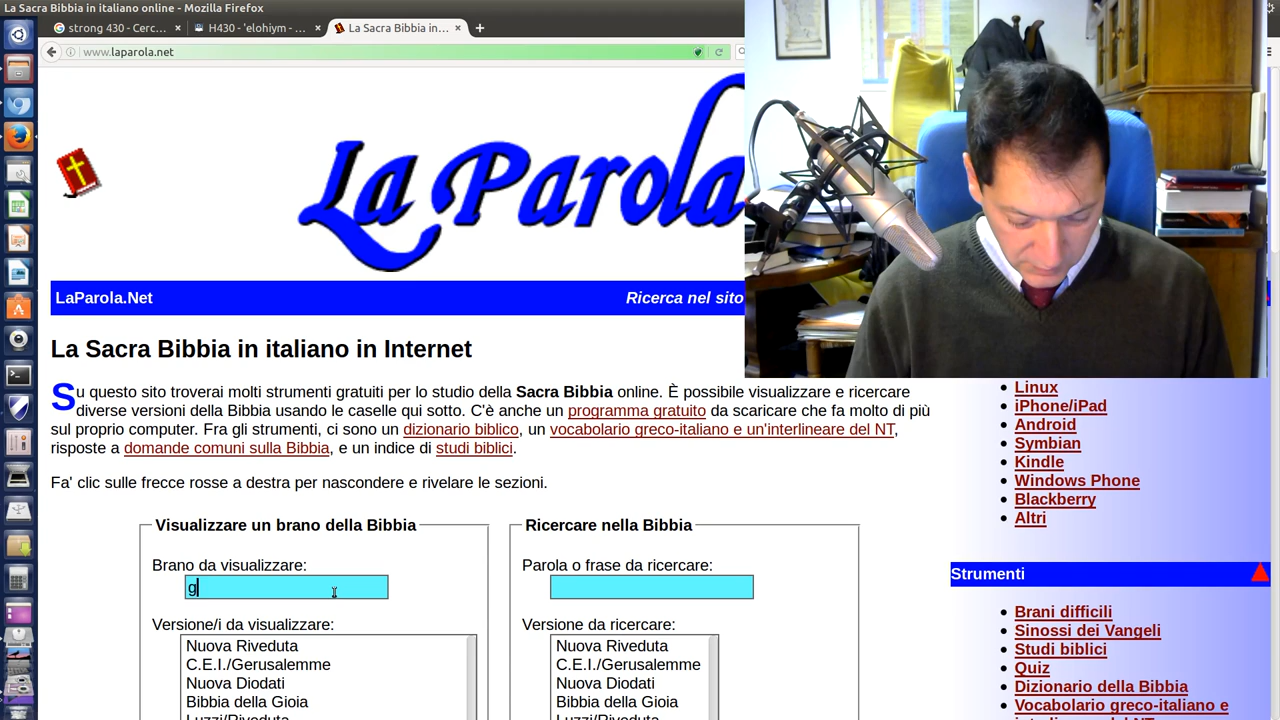 La Sacra Bibbia in italiano online - Mozilla Firefox
strong 430 - Cerc...
H430 - 'elohiym - ...
La Sacra Bibbia in...
www.laparola.net
La Parola
LaParola.Net
Ricerca nel sito
La Sacra Bibbia in italiano in Internet
Su questo sito troverai molti strumenti gratuiti per lo studio della Sacra Bibbia online. È possibile visualizzare e ricercare
diverse versioni della Bibbia usando le caselle qui sotto. C'è anche un programma gratuito da scaricare che fa molto di più
sul proprio computer. Fra gli strumenti, ci sono un dizionario biblico, un vocabolario greco-italiano e un'interlineare del NT,
risposte a domande comuni sulla Bibbia, e un indice di studi biblici.
Fa' clic sulle frecce rosse a destra per nascondere e rivelare le sezioni.
Visualizzare un brano della Bibbia
Brano da visualizzare:
g
Versione/i da visualizzare:
Nuova Riveduta
C.E.I./Gerusalemme
Nuova Diodati
Bibbia della Gioia
Luzzi/Riveduta
Ricercare nella Bibbia
Parola o frase da ricercare:
Versione da ricercare:
Nuova Riveduta
C.E.I./Gerusalemme
Nuova Diodati
Bibbia della Gioia
Luzzi/Riveduta
Linux
iPhone/iPad
Android
Symbian
Kindle
Windows Phone
Blackberry
Altri
Strumenti
Brani difficili
Sinossi dei Vangeli
Studi biblici
Quiz
Dizionario della Bibbia
Vocabolario greco-italiano e